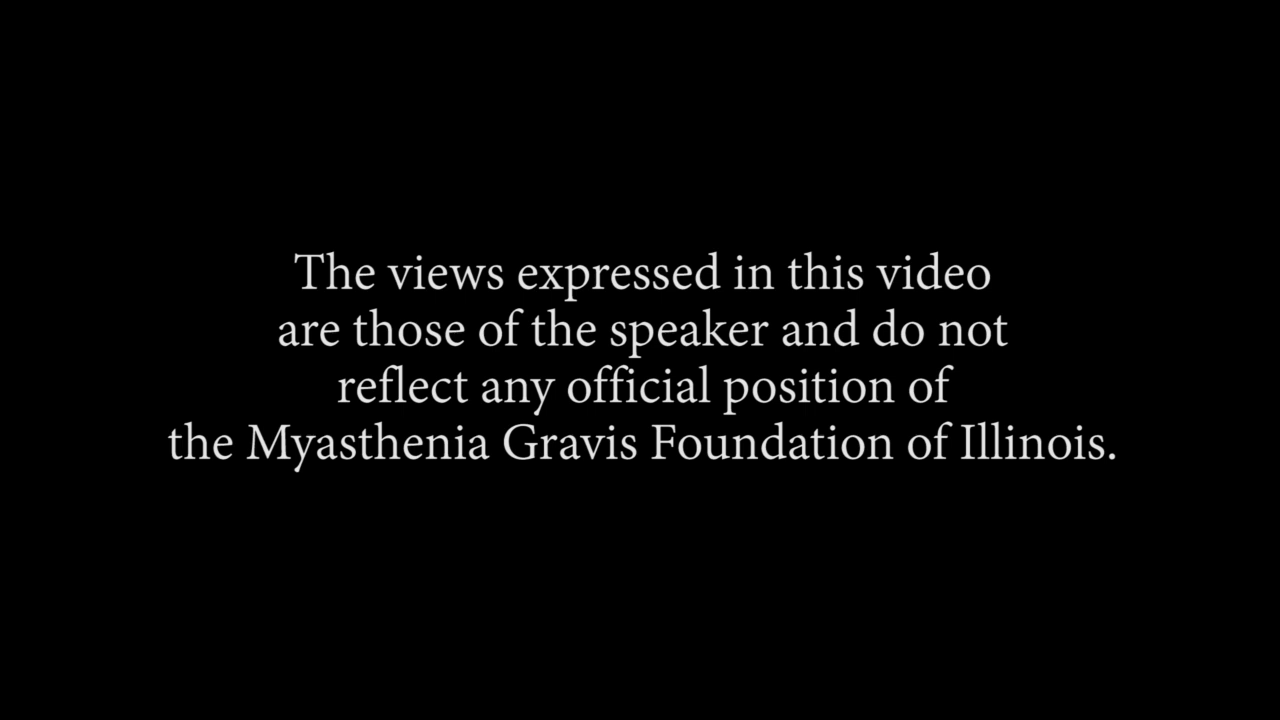 The views expressed in this video
are those of the speaker and do not
reflect any official position of
the Myasthenia Gravis Foundation of Illinois.